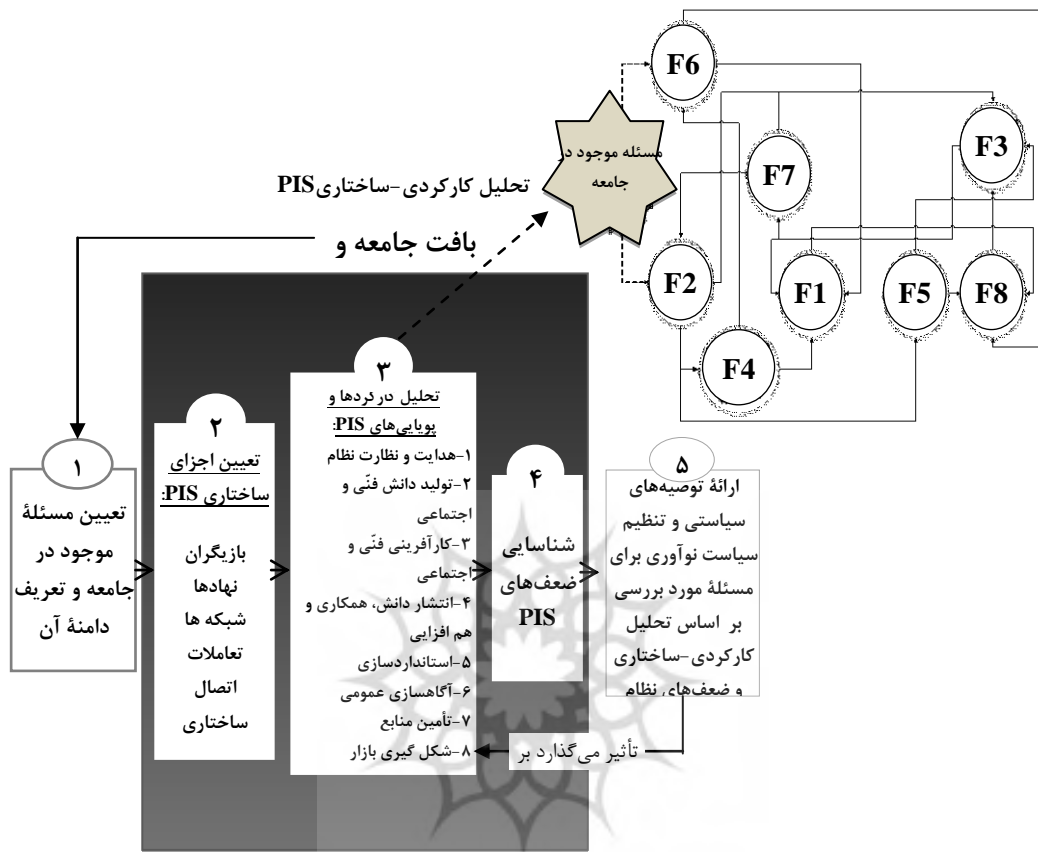 F6
F3
مسئله موجود در
جامعه
F7
تحلیل کارکردی-ساختاری PIS
بافت جامعه و
F2
F1
F5
F8
F4
۱
تعیین مسئلهٔ
موجود در
جامعه و تعریف
دامنهٔ آن
۲
تعیین اجزای
ساختاری PIS:
بازیگران
نهادها
شبکه ها
تعاملات
اتصال
ساختاری
۳
تحلیل کارکردها و
پویایی‌های PIS:
۱-هدایت و نظارت نظام
۲-تولید دانش فنّی و
اجتماعی
۳-کارآفرینی فنّی و
اجتماعی
۴-انتشار دانش، همکاری و
هم افزایی
۵-استانداردسازی
۶-آگاهسازی عمومی
۷-تأمین منابع
۸-شکل گیری بازار
۴
شناسایی
ضعف‌های
PIS
۵
ارائهٔ توصیه‌های
سیاستی و تنظیم
سیاست نوآوری برای
مسئلهٔ مورد بررسی
بر اساس تحلیل
کارکردی-ساختاری
و ضعف‌های نظام
تأثیر می‌گذارد بر